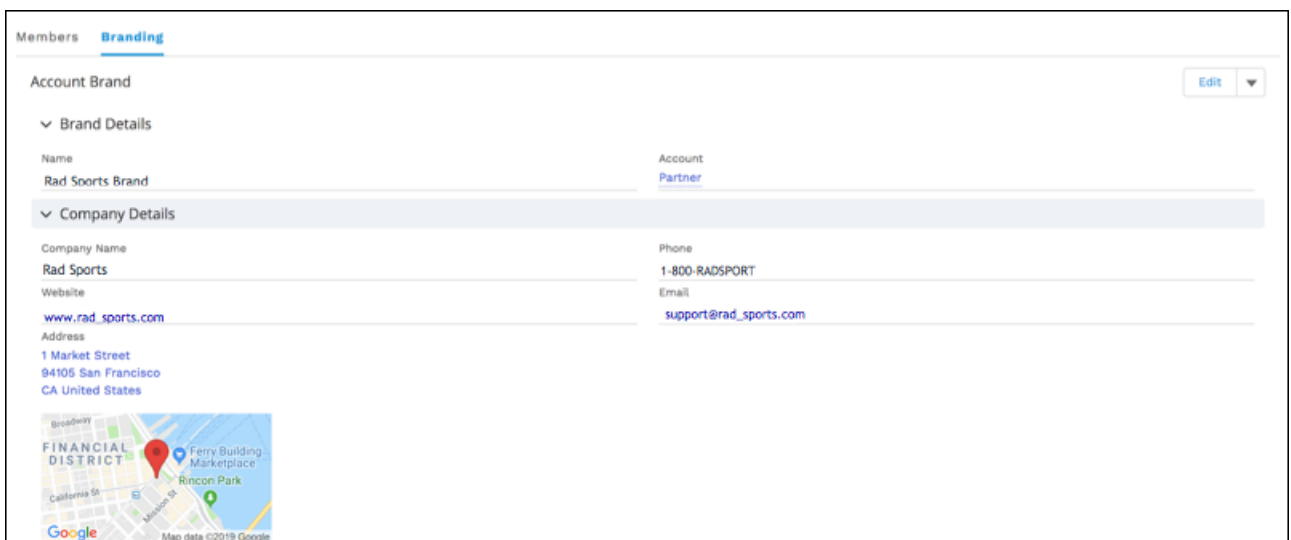 Members Branding
Account Brand Edit
Brand Details
Name Account
Rad Sports Brand Partner
Company Details
Company Name Phone
Rad Sports 1-800-RADSPORT
Website Email
www.rad_sports.com support@rad_sports.com
Address
1 Market Street
94105 San Francisco
CA United States
Broadway
FINANCIAL
DISTRICT
Ferry Building
Marketplace
Rincon Park
California St
Mission St
Google Map data ©2019 Google